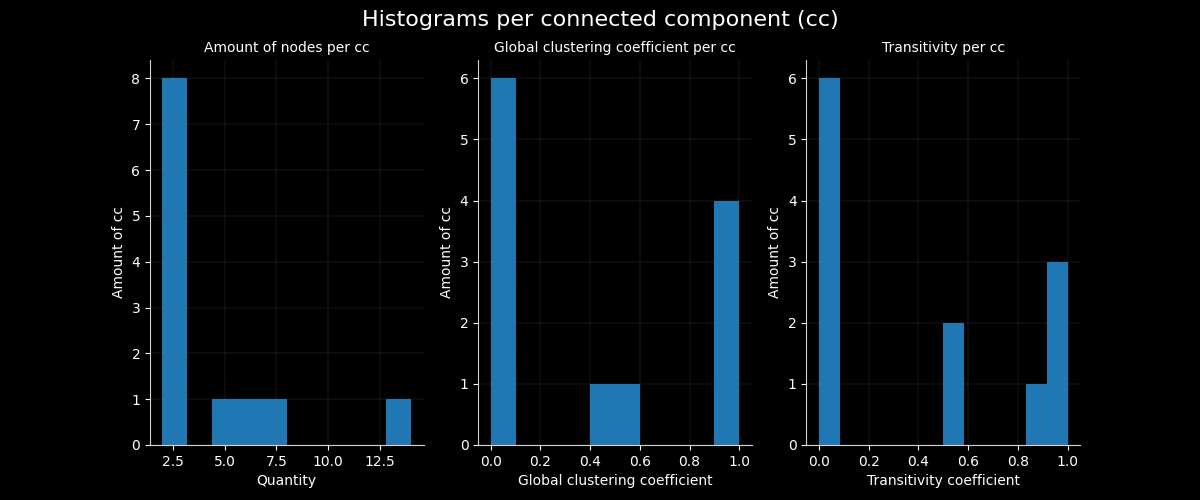 Histograms per connected component (cc)
Amount of nodes per cc
Amount of cc
8
7
6
5
4
3
2
1
0
2.5 5.0 7.5 10.0 12.5
Quantity
Global clustering coefficient per cc
Amount of cc
6
5
4
3
2
1
0
0.0 0.2 0.4 0.6 0.8 1.0
Global clustering coefficient
Transitivity per cc
Amount of cc
6
5
4
3
2
1
0
0.0 0.2 0.4 0.6 0.8 1.0
Transitivity coefficient